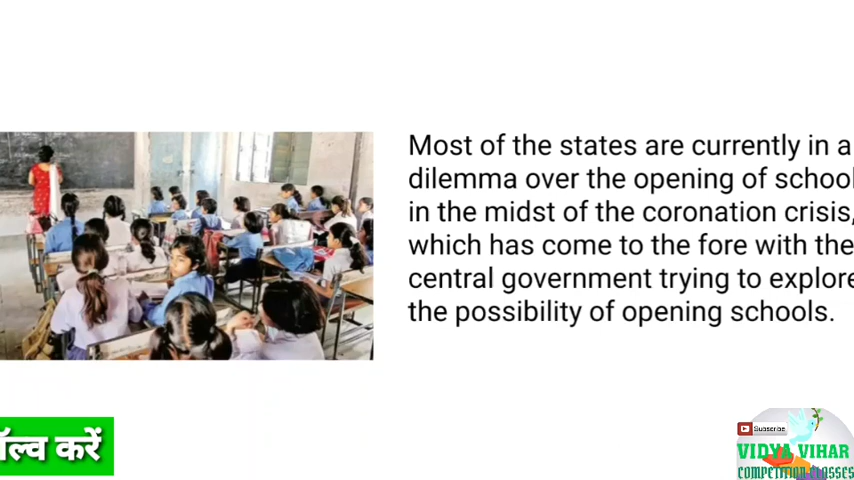 Most of the states are currently in a
dilemma over the opening of school
in the midst of the coronation crisis,
which has come to the fore with the
central government trying to explore
the possibility of opening schools.
ॉल्व करें
Subscribe
VIDYA VIHAR
COMPETITION CLASSES